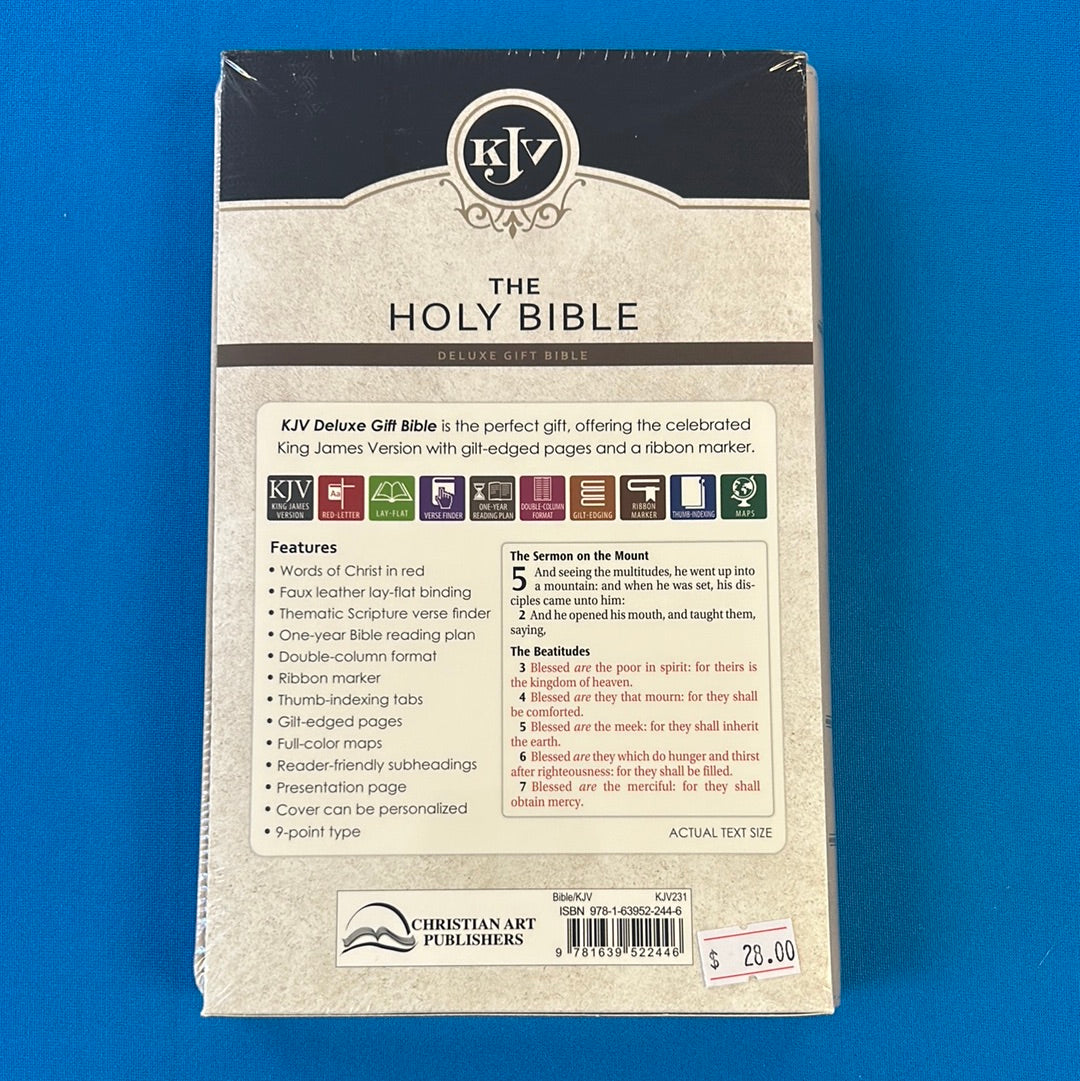 KJV
THE
HOLY BIBLE
DELUXE GIFT BIBLE
KJV Deluxe Gift Bible is the perfect gift, offering the celebrated
King James Version with gilt-edged pages and a ribbon marker.
KJV
KING JAMES
VERSION
Aa
RED-LETTER
LAY-FLAT
VERSE FINDER
ONE-YEAR
READING PLAN
DOUBLE-COLUMN
FORMAT
GILT-EDGING
RIBBON
MARKER
THUMB-INDEXING
MAPS
Features
• Words of Christ in red
• Faux leather lay-flat binding
• Thematic Scripture verse finder
• One-year Bible reading plan
• Double-column format
• Ribbon marker
• Thumb-indexing tabs
• Gilt-edged pages
• Full-color maps
• Reader-friendly subheadings
• Presentation page
• Cover can be personalized
• 9-point type
The Sermon on the Mount
5 And seeing the multitudes, he went up into
a mountain: and when he was set, his dis-
ciples came unto him:
2 And he opened his mouth, and taught them,
saying,
The Beatitudes
3 Blessed are the poor in spirit: for theirs is
the kingdom of heaven.
4 Blessed are they that mourn: for they shall
be comforted.
5 Blessed are the meek: for they shall inherit
the earth.
6 Blessed are they which do hunger and thirst
after righteousness: for they shall be filled.
7 Blessed are the merciful: for they shall
obtain mercy.
ACTUAL TEXT SIZE
CHRISTIAN ART
PUBLISHERS
Bible/KJV KJV231
ISBN 978-1-63952-244-6
9 781639 522446
$ 28.00